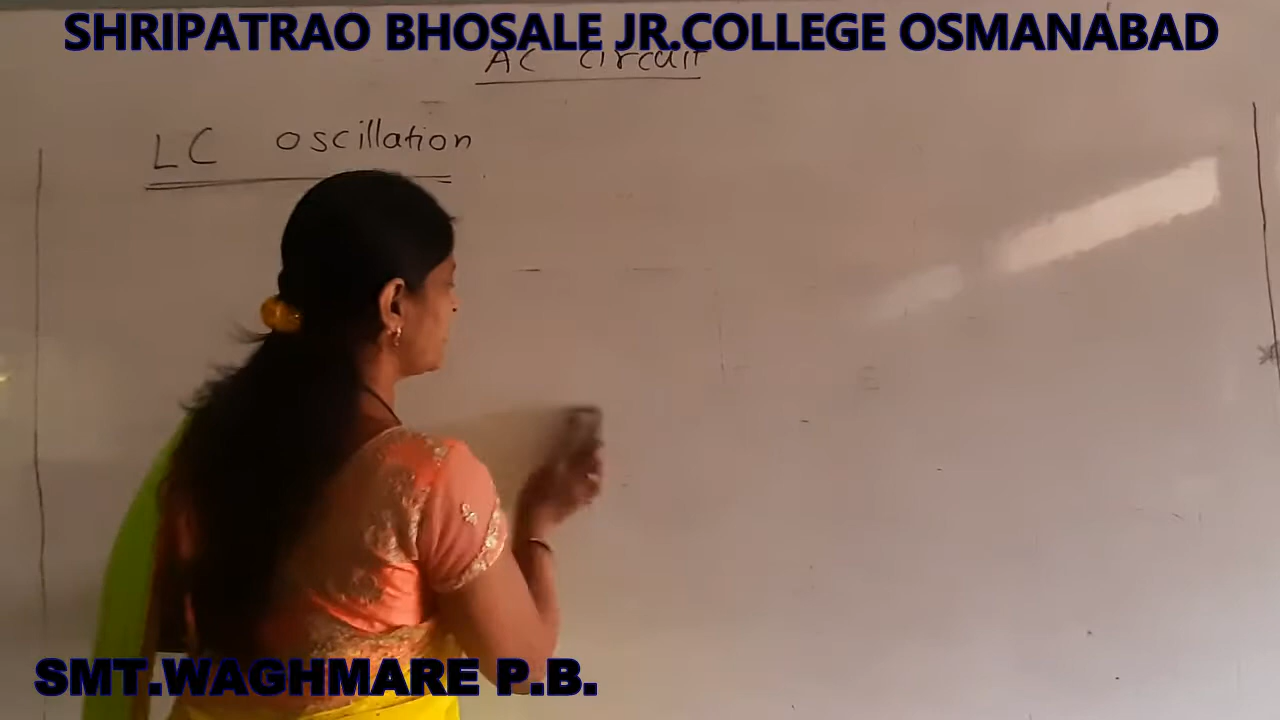 SHRIPATRAO BHOSALE JR.COLLEGE OSMANABAD
AC circuit
LC oscillation
SMT.WAGHMARE P.B.